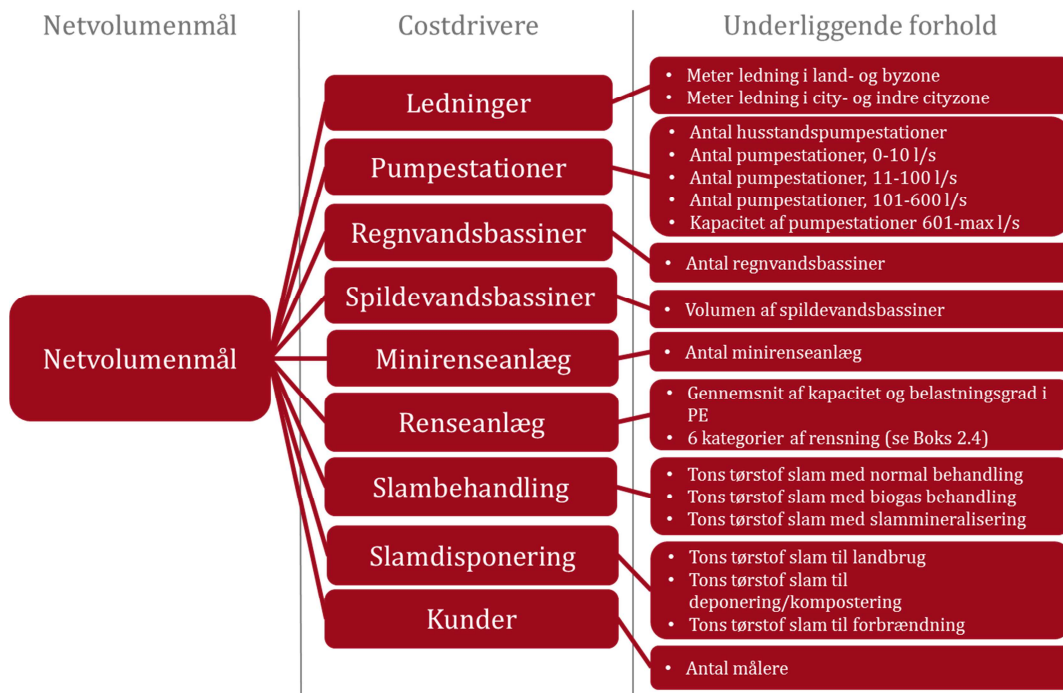 Netvolumenmål
Costdrivere
Underliggende forhold
Netvolumenmål
Ledninger
• Meter ledning i land- og byzone
• Meter ledning i city- og indre cityzone
Pumpestationer
• Antal husstandspumpestationer
• Antal pumpestationer, 0-10 l/s
• Antal pumpestationer, 11-100 l/s
• Antal pumpestationer, 101-600 l/s
• Kapacitet af pumpestationer 601-max l/s
Regnvandsbassiner
• Antal regnvandsbassiner
Spildevandsbassiner
• Volumen af spildevandsbassiner
Minirenseanlæg
• Antal minirenseanlæg
Renseanlæg
• Gennemsnit af kapacitet og belastningsgrad i
PE
• 6 kategorier af rensning (se Boks 2.4)
Slambehandling
• Tons tørstof slam med normal behandling
• Tons tørstof slam med biogas behandling
• Tons tørstof slam med slammineralisering
Slamdisponering
• Tons tørstof slam til landbrug
• Tons tørstof slam til
deponering/kompostering
• Tons tørstof slam til forbrændning
Kunder
• Antal målere